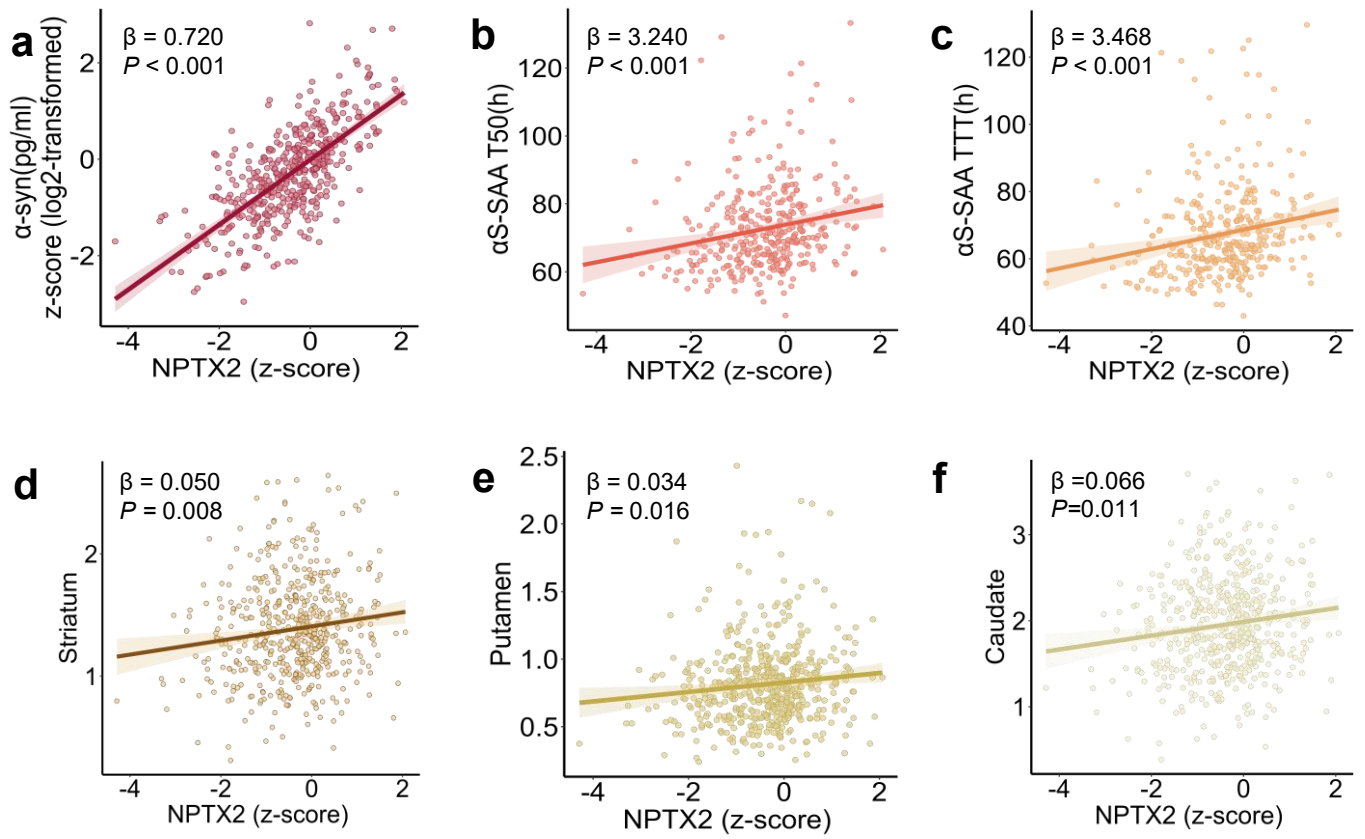 a
β = 0.720
P < 0.001
α-syn(pg/ml)
z-score (log2-transformed)
2
0
-2
-4 -2 0 2
NPTX2 (z-score)
b
β = 3.240
P < 0.001
αS-SAA T50(h)
120
100
80
60
-4 -2 0 2
NPTX2 (z-score)
c
β = 3.468
P < 0.001
αS-SAA TTT(h)
120
100
80
60
40
-4 -2 0 2
NPTX2 (z-score)
d
β = 0.050
P = 0.008
Striatum
2
1
-4 -2 0 2
NPTX2 (z-score)
e
β = 0.034
P = 0.016
Putamen
2.5
2.0
1.5
1.0
0.5
-4 -2 0 2
NPTX2 (z-score)
f
β =0.066
P=0.011
Caudate
3
2
1
-4 -2 0 2
NPTX2 (z-score)